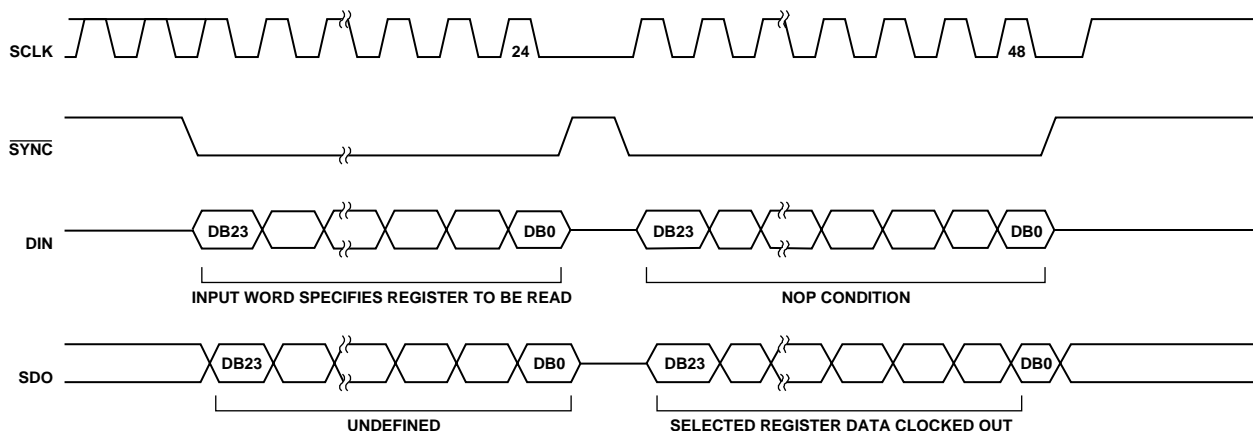 SCLK
24
48
SYNC
DIN
DB23
DB0
DB23
DB0
INPUT WORD SPECIFIES REGISTER TO BE READ
NOP CONDITION
SDO
DB23
DB0
DB23
DB0
UNDEFINED
SELECTED REGISTER DATA CLOCKED OUT